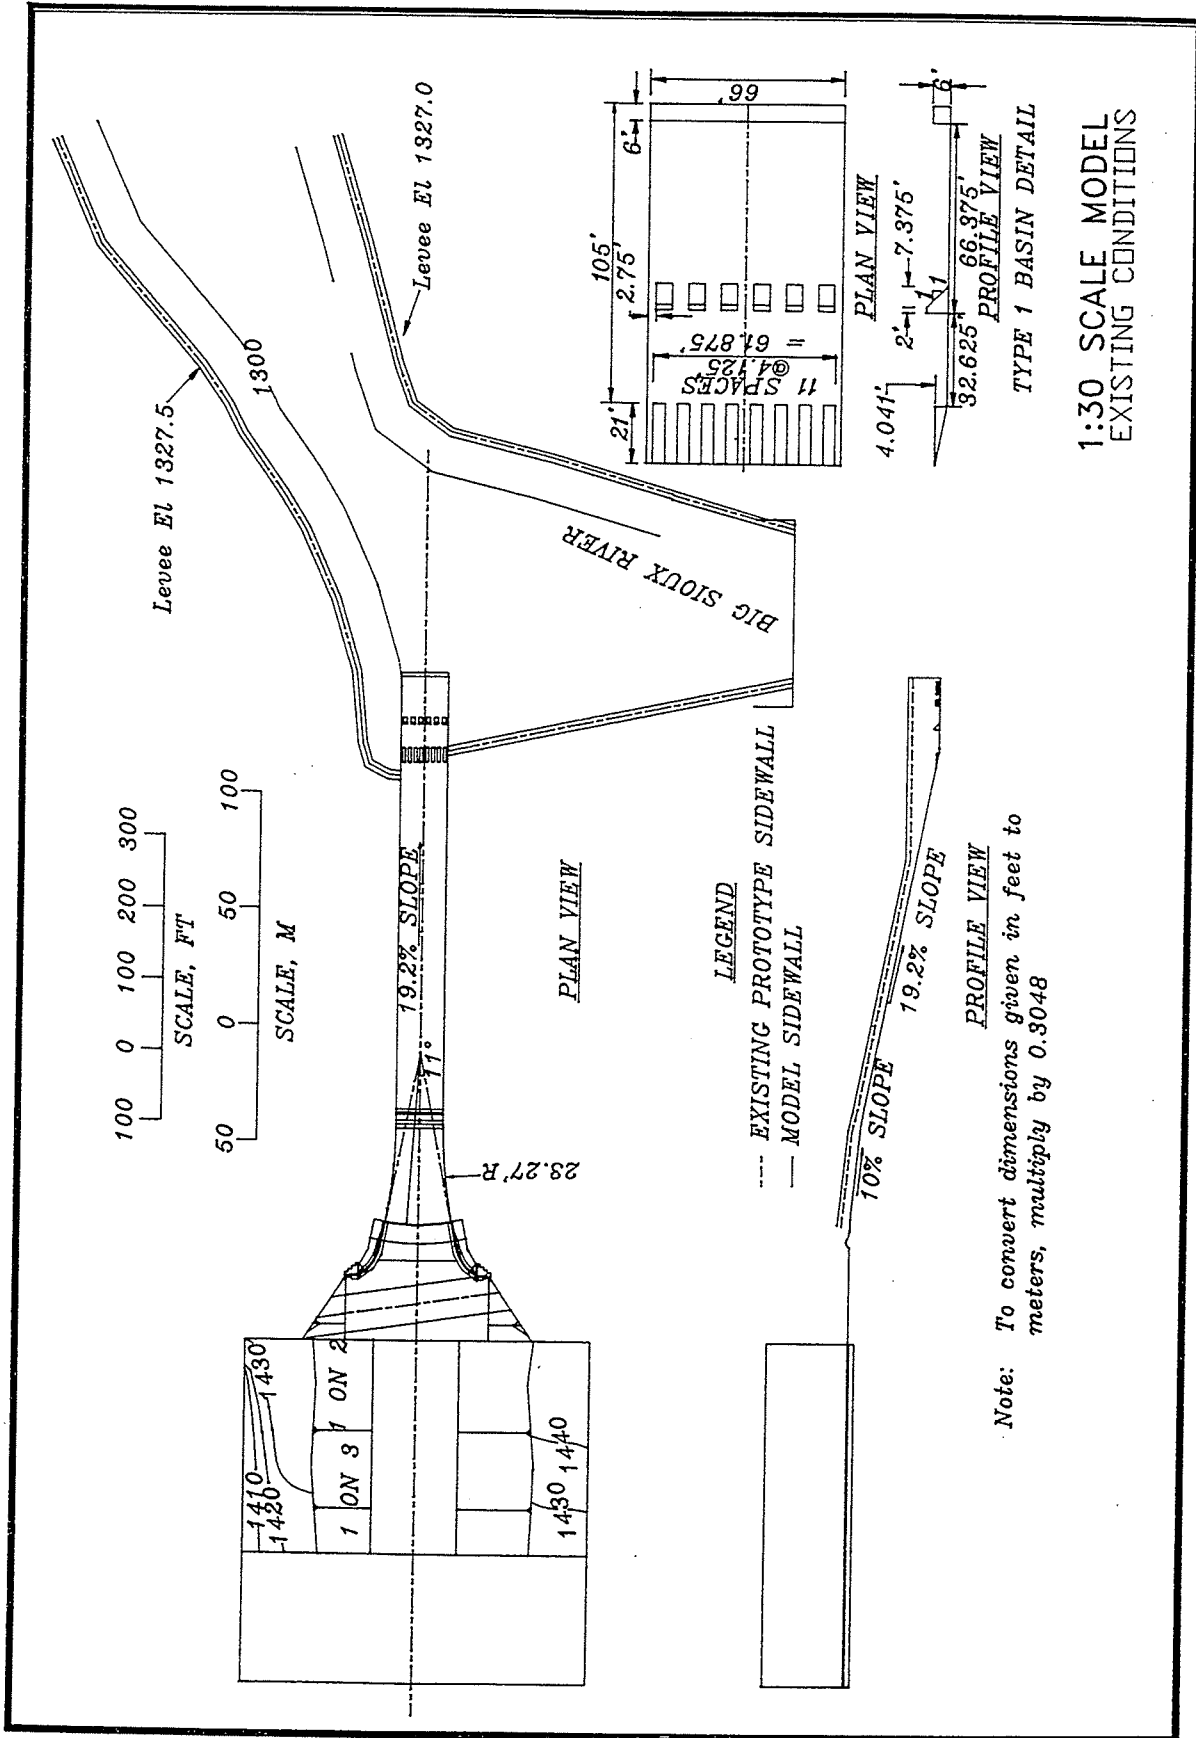 Levee El 1327.5
1300
Levee El 1327.0
BIG SIOUX RIVER
100 0 100 200 300
SCALE, FT
50 0 50 100
SCALE, M
19.2% SLOPE
11°
23.27' R
1410
1420
1430
1 ON 3
1 ON 2
1430
1440
PLAN VIEW
LEGEND
---- EXISTING PROTOTYPE SIDEWALL
— MODEL SIDEWALL
10% SLOPE
19.2% SLOPE
PROFILE VIEW
Note: To convert dimensions given in feet to
meters, multiply by 0.3048
21'
105'
2.75'
6'
66'
11 SPACES
@4.125'
= 61.875'
PLAN VIEW
4.041'
2'
7.375'
1
1
6'
32.625'
66.375'
PROFILE VIEW
TYPE 1 BASIN DETAIL
1:30 SCALE MODEL
EXISTING CONDITIONS